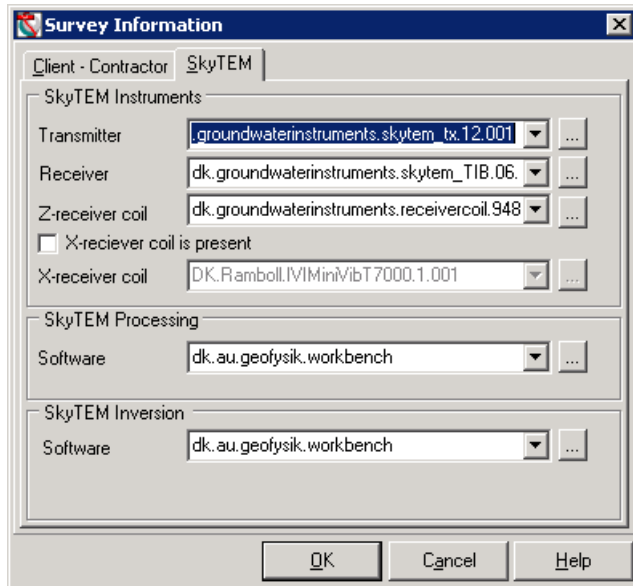 Survey Information
Client - Contractor SkyTEM
SkyTEM Instruments
Transmitter .groundwaterinstruments.skytem_tx.12.001 ...
Receiver dk.groundwaterinstruments.skytem_TIB.06. ...
Z-receiver coil dk.groundwaterinstruments.receivercoil.948 ...
X-reciever coil is present
X-receiver coil DK.Ramboll.IVIMiniVibT7000.1.001 ...
SkyTEM Processing
Software dk.au.geofysik.workbench ...
SkyTEM Inversion
Software dk.au.geofysik.workbench ...
OK Cancel Help